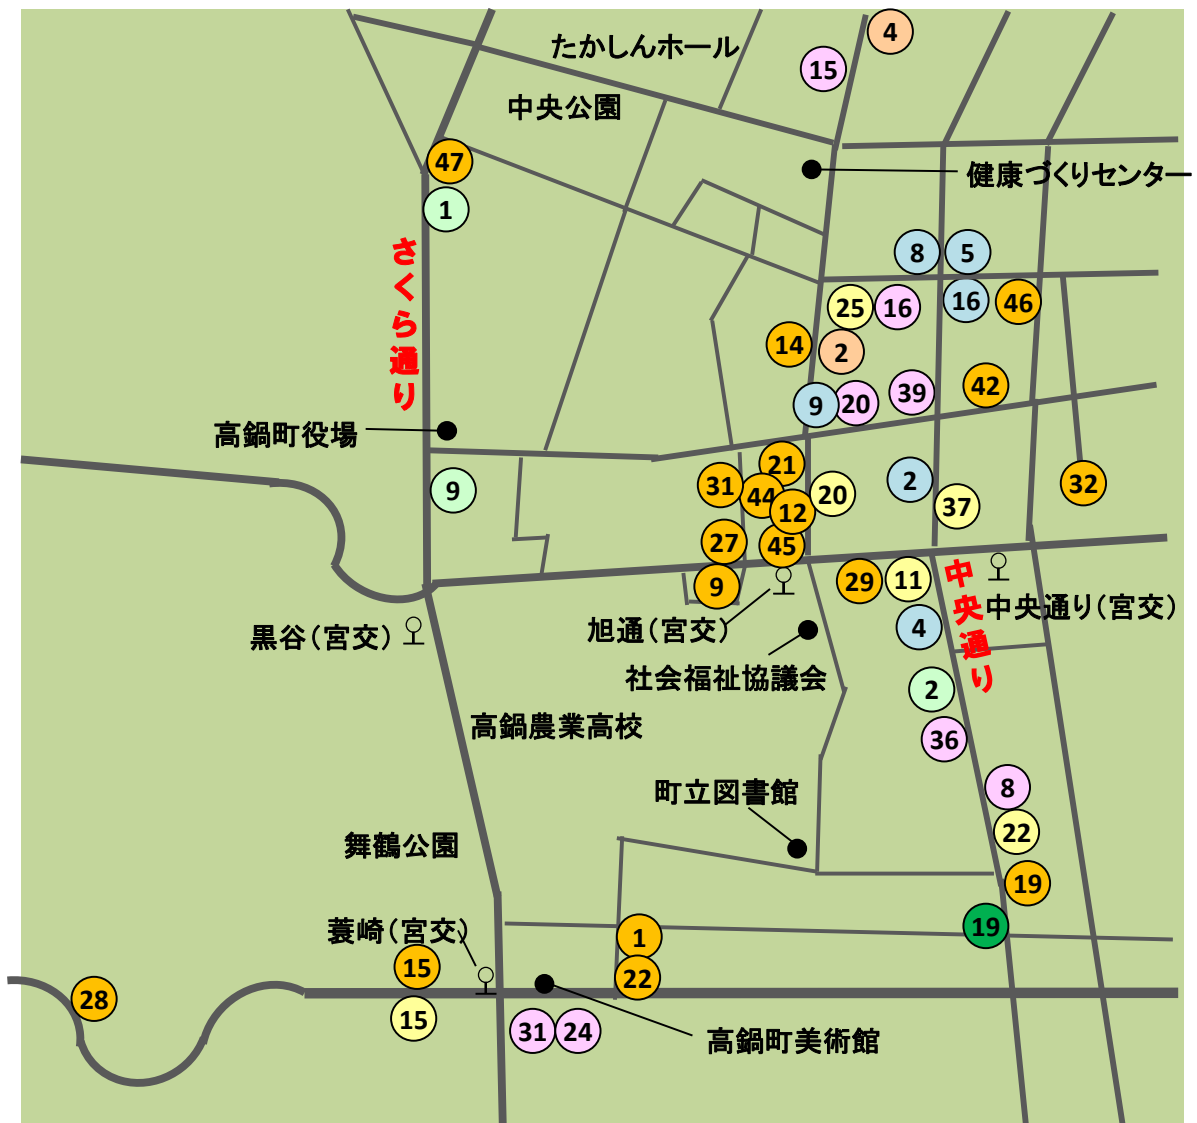 4
たかしんホール
15
中央公園
47
健康づくりセンター
1
さくら通り
8
5
25
16
16
46
14
2
9
20
39
42
高鍋町役場
21
31
44
20
2
32
9
12
37
27
45
9
29
11
中央通り
中央通り(宮交)
旭通(宮交)
黒谷(宮交)
4
社会福祉協議会
2
高鍋農業高校
36
町立図書館
8
22
舞鶴公園
19
蓑崎(宮交)
1
19
15
22
28
15
31
24
高鍋町美術館